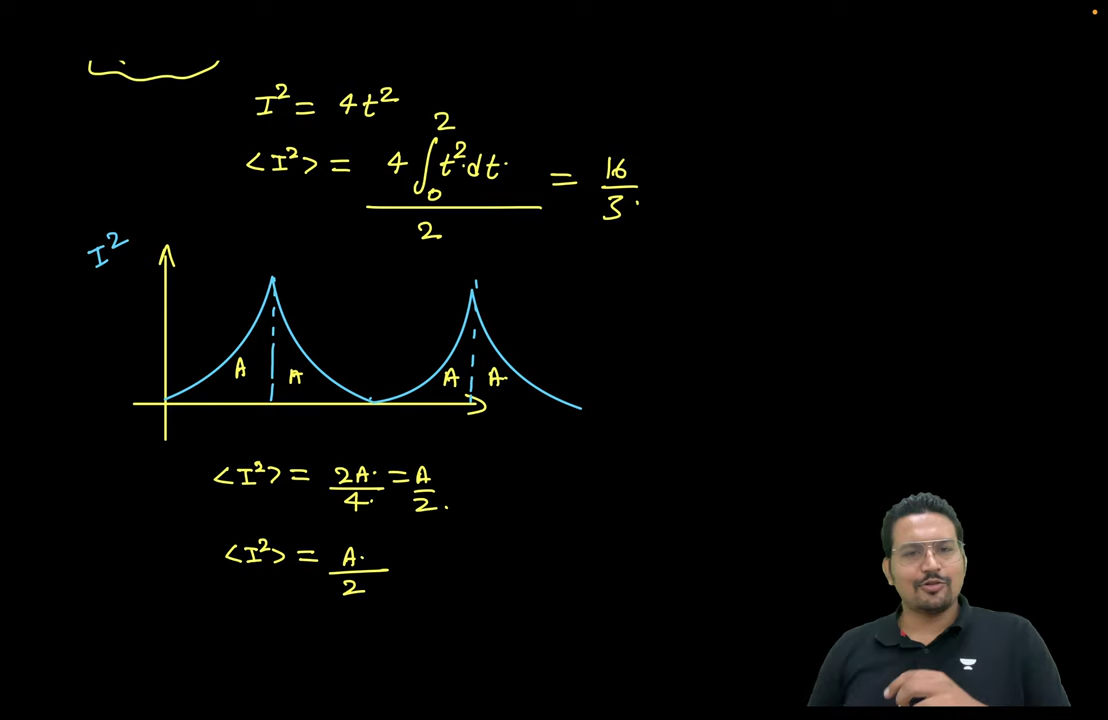 I² = 4t²
<I²> = 4 ∫₀² t².dt. / 2 = 16/3.
I²
A A A A
<I²> = 2A./4. = A/2.
<I²> = A./2